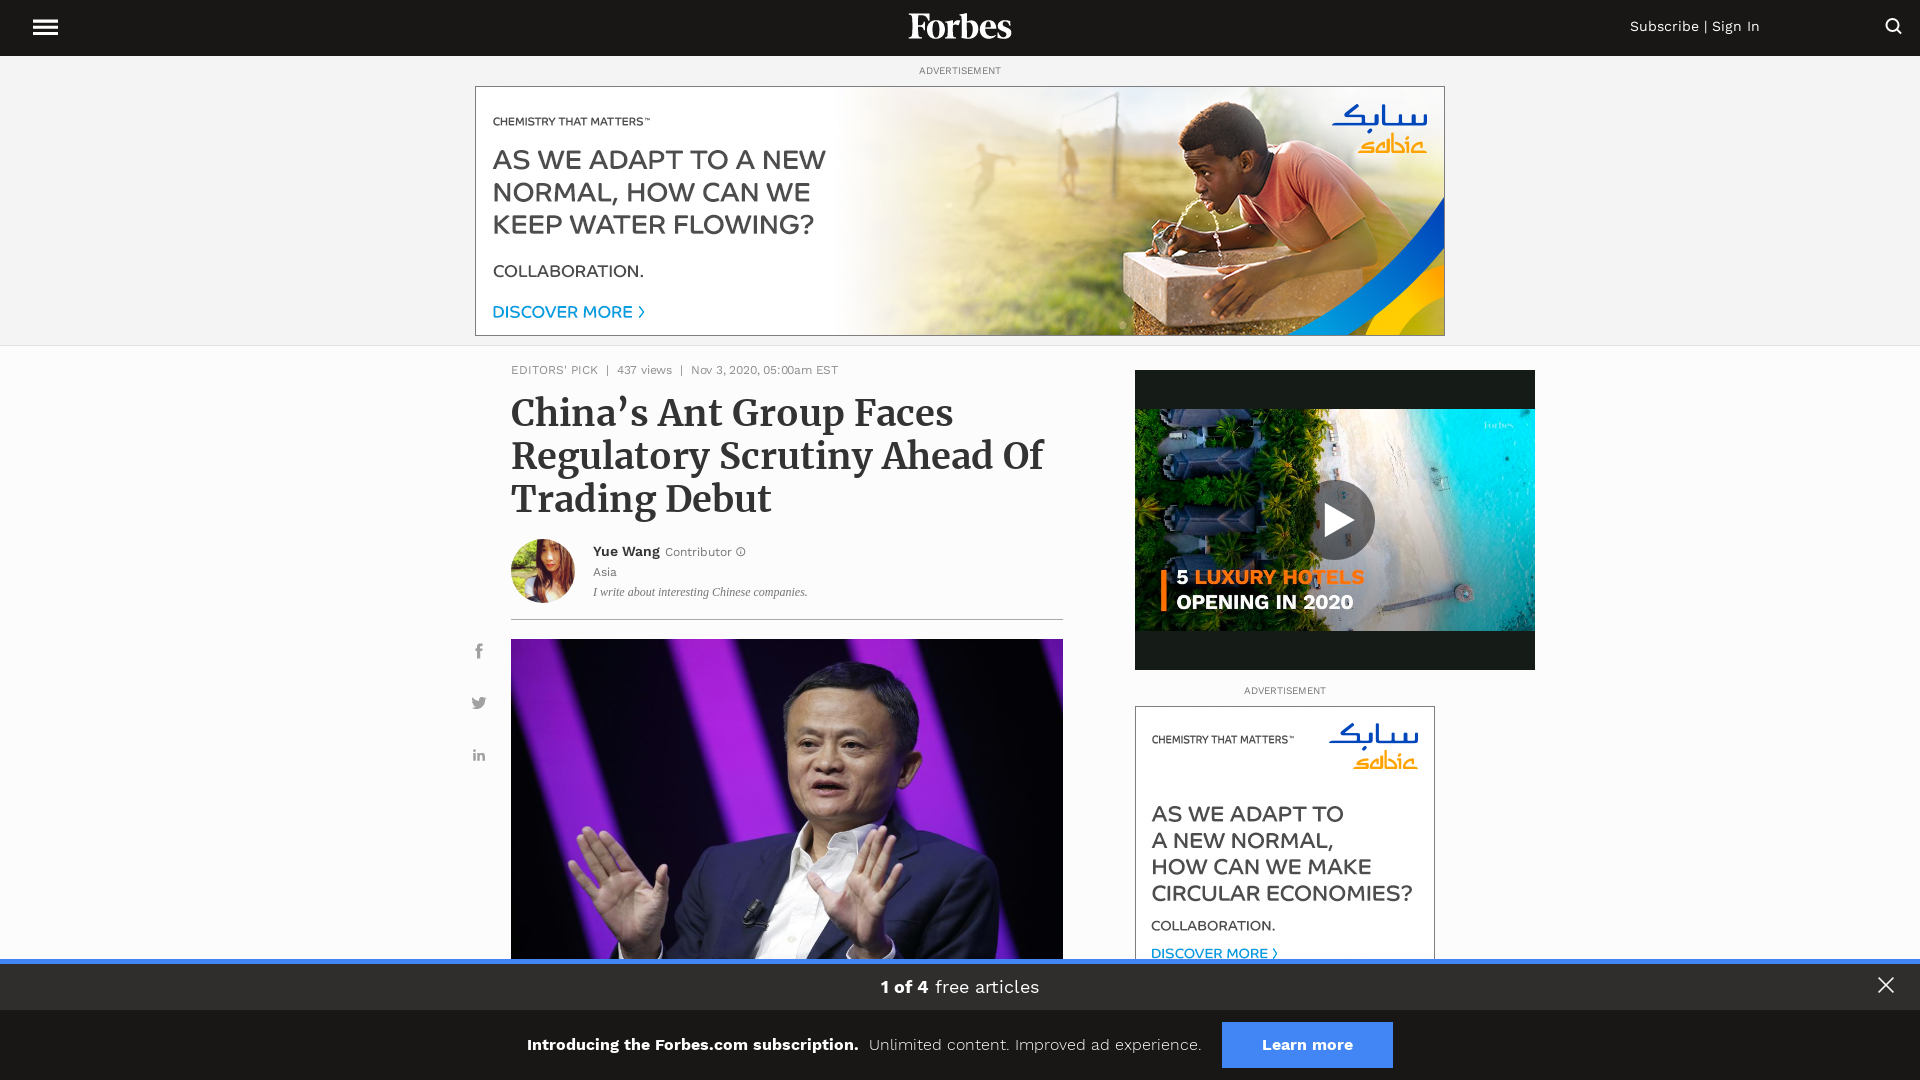 Forbes
Subscribe | Sign In
ADVERTISEMENT
CHEMISTRY THAT MATTERS™
سابك
sabic
AS WE ADAPT TO A NEW
NORMAL, HOW CAN WE
KEEP WATER FLOWING?
COLLABORATION.
DISCOVER MORE >
EDITORS' PICK | 437 views | Nov 3, 2020, 05:00am EST
China’s Ant Group Faces
Regulatory Scrutiny Ahead Of
Trading Debut
Yue Wang Contributor
Asia
I write about interesting Chinese companies.
Forbes
5 LUXURY HOTELS
OPENING IN 2020
ADVERTISEMENT
CHEMISTRY THAT MATTERS™
سابك
sabic
AS WE ADAPT TO
A NEW NORMAL,
HOW CAN WE MAKE
CIRCULAR ECONOMIES?
COLLABORATION.
DISCOVER MORE >
1 of 4 free articles
Introducing the Forbes.com subscription. Unlimited content. Improved ad experience.
Learn more